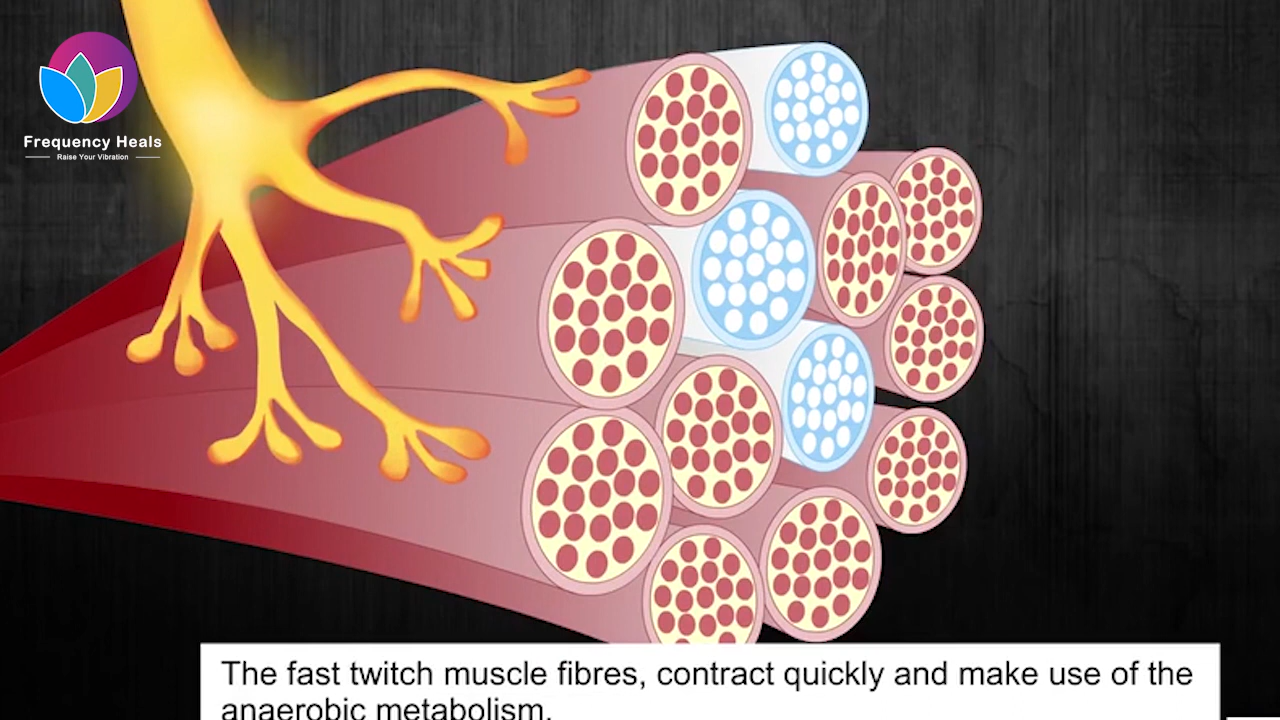 Frequency Heals
Raise Your Vibration
The fast twitch muscle fibres, contract quickly and make use of the
anaerobic metabolism.